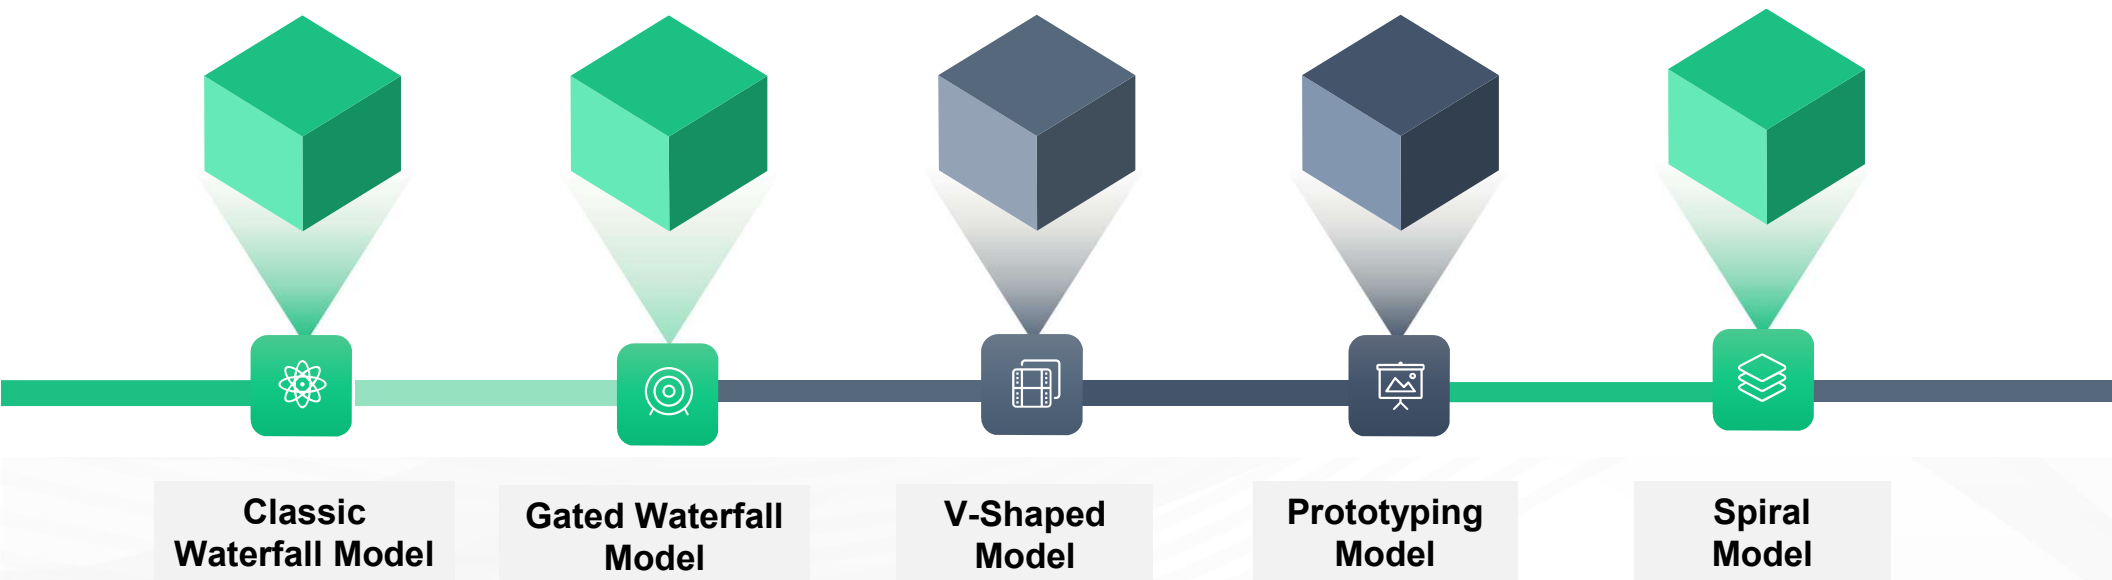 Classic
Waterfall Model
Gated Waterfall
Model
V-Shaped
Model
Prototyping
Model
Spiral
Model